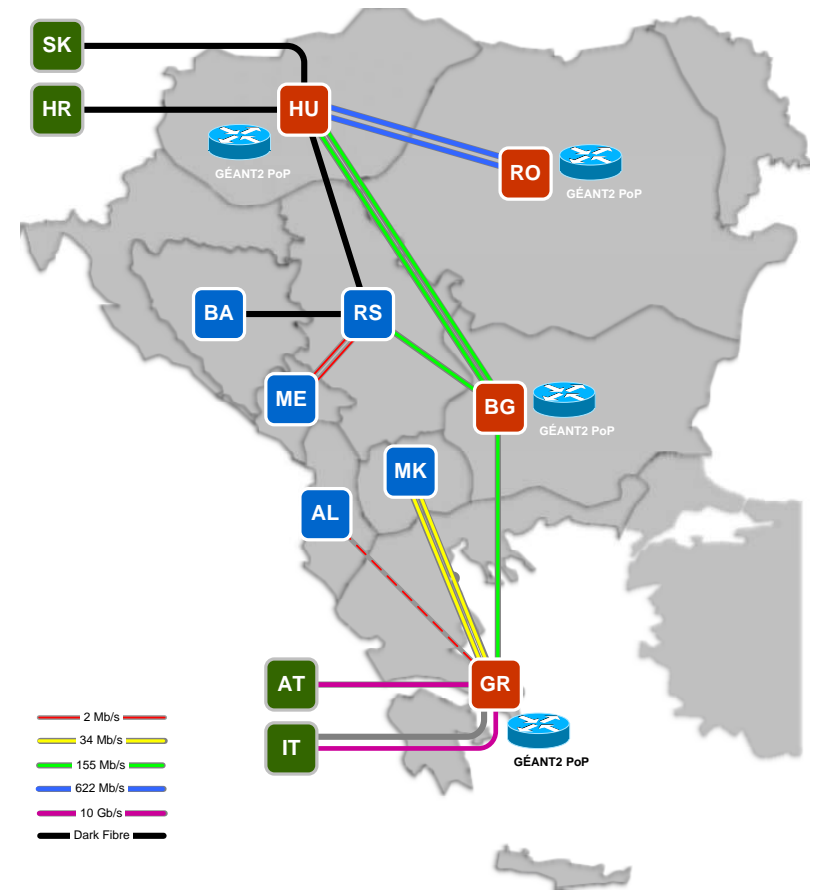 SK
HR
HU
GÉANT2 PoP
RO
GÉANT2 PoP
BA
RS
ME
BG
GÉANT2 PoP
MK
AL
AT
GR
IT
GÉANT2 PoP
2 Mb/s
34 Mb/s
155 Mb/s
622 Mb/s
10 Gb/s
Dark Fibre